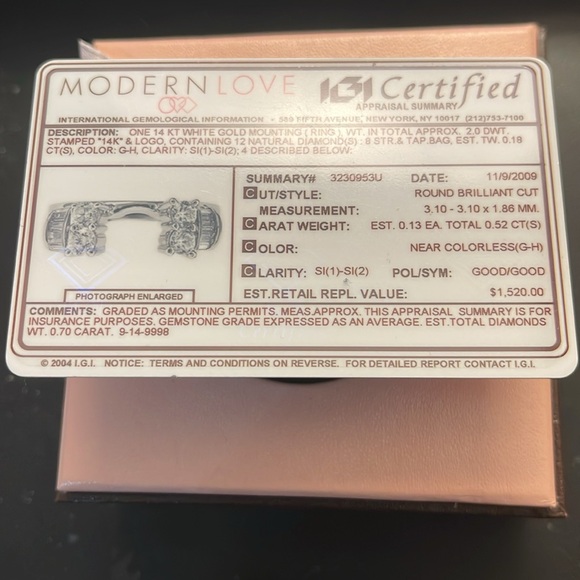 MODERN LOVE IGI Certified
APPRAISAL SUMMARY
INTERNATIONAL GEMOLOGICAL INFORMATION • 589 FIFTH AVENUE, NEW YORK, NY 10017 (212)753-7100
DESCRIPTION: ONE 14 KT WHITE GOLD MOUNTING ( RING ), WT. IN TOTAL APPROX. 2.0 DWT.
STAMPED "14K" & LOGO, CONTAINING 12 NATURAL DIAMOND(S) : 8 STR.& TAP.BAG, EST. TW. 0.18
CT(S), COLOR: G-H, CLARITY: SI(1)-SI(2); 4 DESCRIBED BELOW:
SUMMARY# 3230953U DATE: 11/9/2009
CUT/STYLE: ROUND BRILLIANT CUT
MEASUREMENT: 3.10 - 3.10 x 1.86 MM.
CARAT WEIGHT: EST. 0.13 EA. TOTAL 0.52 CT(S)
COLOR: NEAR COLORLESS(G-H)
CLARITY: SI(1)-SI(2) POL/SYM: GOOD/GOOD
EST.RETAIL REPL. VALUE: $1,520.00
PHOTOGRAPH ENLARGED
COMMENTS: GRADED AS MOUNTING PERMITS. MEAS.APPROX. THIS APPRAISAL SUMMARY IS FOR
INSURANCE PURPOSES. GEMSTONE GRADE EXPRESSED AS AN AVERAGE. EST.TOTAL DIAMONDS
WT. 0.70 CARAT. 9-14-9998
© 2004 I.G.I. NOTICE: TERMS AND CONDITIONS ON REVERSE. FOR DETAILED REPORT CONTACT I.G.I.